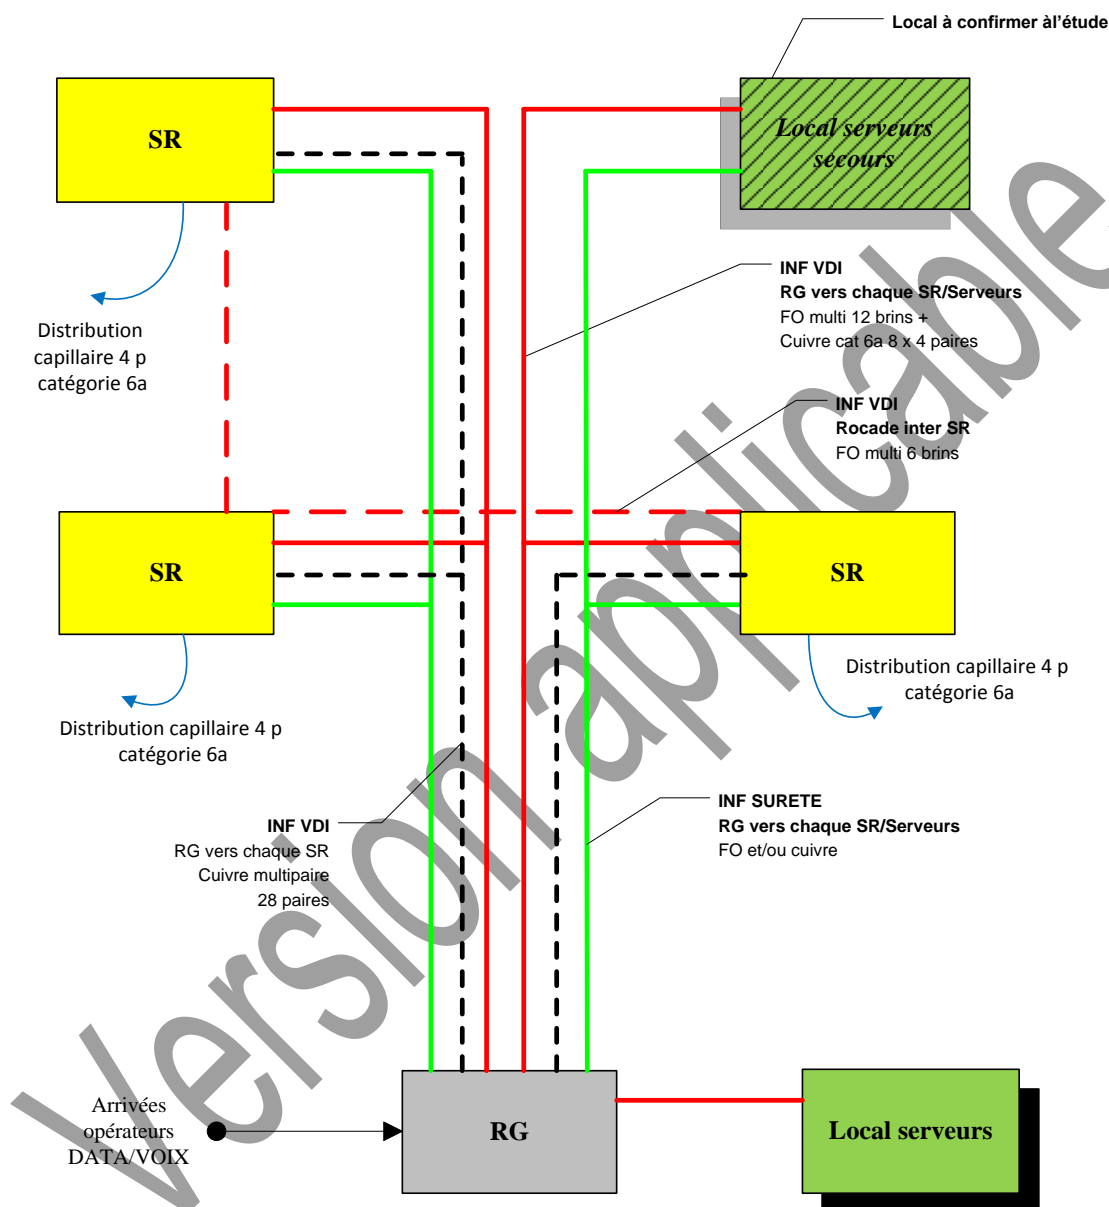 Local à confirmer àl'étude
SR
Local serveurs
secours
INF VDI
RG vers chaque SR/Serveurs
FO multi 12 brins +
Cuivre cat 6a 8 x 4 paires
Distribution
capillaire 4 p
catégorie 6a
INF VDI
Rocade inter SR
FO multi 6 brins
SR
SR
Distribution capillaire 4 p
catégorie 6a
Distribution capillaire 4 p
catégorie 6a
INF VDI
RG vers chaque SR
Cuivre multipaire
28 paires
INF SURETE
RG vers chaque SR/Serveurs
FO et/ou cuivre
Arrivées
opérateurs
DATA/VOIX
RG
Local serveurs
Version applicable